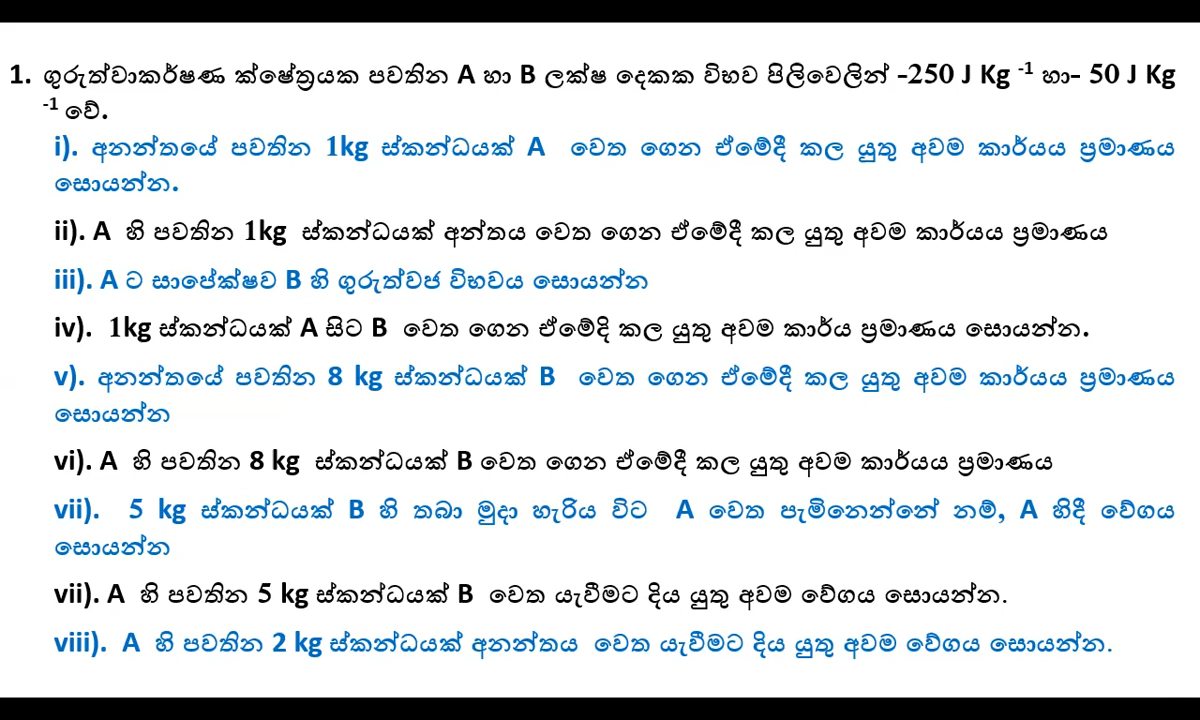 1. ගුරුත්වාකර්ෂණ ක්ෂේත්‍රයක පවතින A හා B ලක්ෂ දෙකක විභව පිලිවෙලින් -250 J Kg -1 හා- 50 J Kg
-1 වේ.
i). අනන්තයේ පවතින 1kg ස්කන්ධයක් A වෙත ගෙන ඒමේදී කල යුතු අවම කාර්යය ප්‍රමාණය
සොයන්න.
ii). A හි පවතින 1kg ස්කන්ධයක් අන්තය වෙත ගෙන ඒමේදී කල යුතු අවම කාර්යය ප්‍රමාණය
iii). A ට සාපේක්ෂව B හි ගුරුත්වජ විභවය සොයන්න
iv). 1kg ස්කන්ධයක් A සිට B වෙත ගෙන ඒමේදි කල යුතු අවම කාර්ය ප්‍රමාණය සොයන්න.
v). අනන්තයේ පවතින 8 kg ස්කන්ධයක් B වෙත ගෙන ඒමේදී කල යුතු අවම කාර්යය ප්‍රමාණය
සොයන්න
vi). A හි පවතින 8 kg ස්කන්ධයක් B වෙත ගෙන ඒමේදී කල යුතු අවම කාර්යය ප්‍රමාණය
vii). 5 kg ස්කන්ධයක් B හි තබා මුදා හැරිය විට A වෙත පැමිනෙන්නේ නම්, A හිදී වේගය
සොයන්න
vii). A හි පවතින 5 kg ස්කන්ධයක් B වෙත යැවීමට දිය යුතු අවම වේගය සොයන්න.
viii). A හි පවතින 2 kg ස්කන්ධයක් අනන්තය වෙත යැවීමට දිය යුතු අවම වේගය සොයන්න.